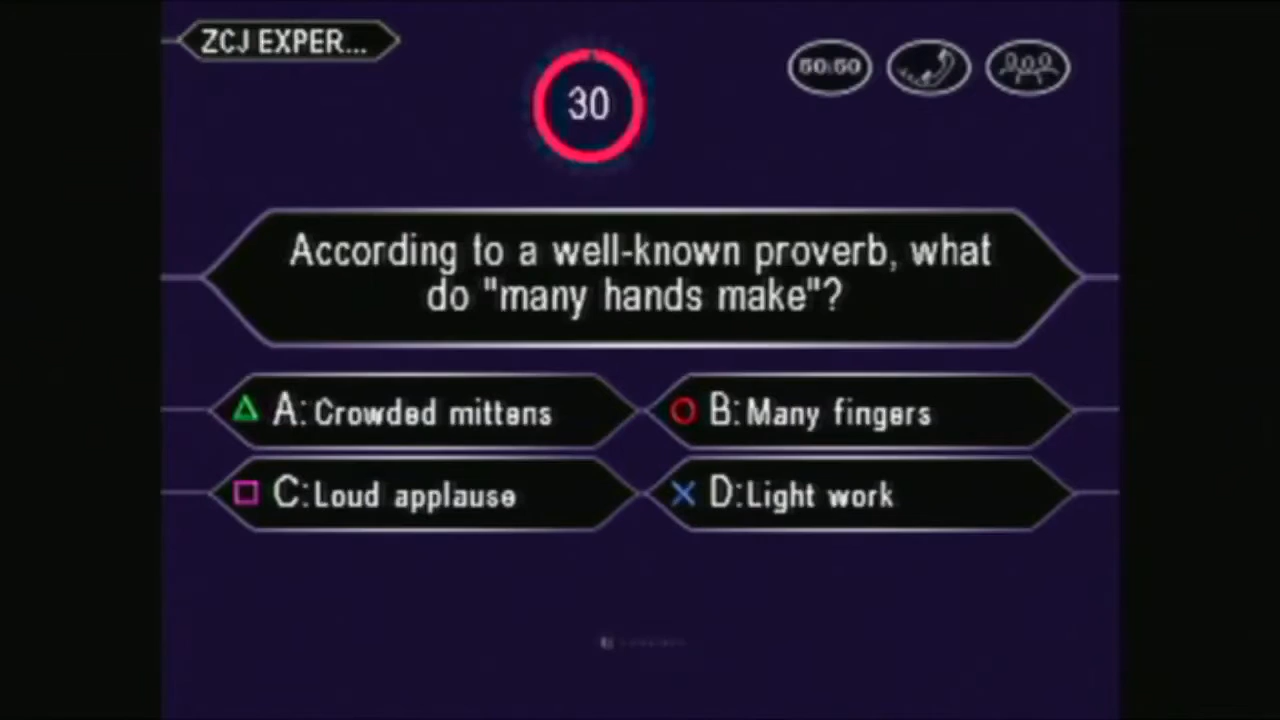 ZCJ EXPER...
30
50:50
According to a well-known proverb, what
do "many hands make"?
A: Crowded mittens
B: Many fingers
C: Loud applause
D: Light work